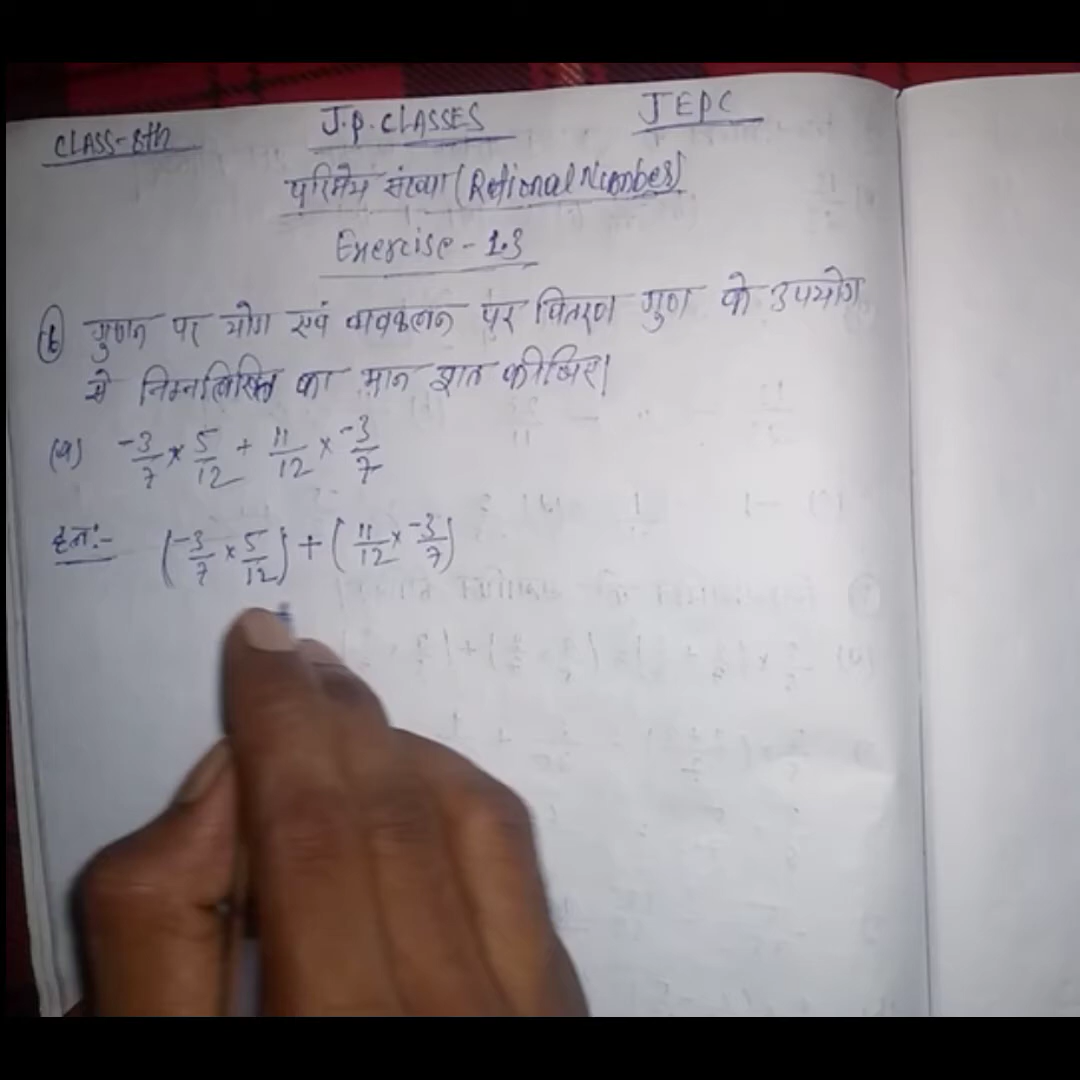 CLASS-8th J.P. CLASSES JEPC
परिमेय संख्या (Rational Number)
Exercise - 1.3
⑥ गुणन पर योग एवं व्यवकलन पर वितरण गुण के उपयोग
से निम्नलिखित का मान ज्ञात कीजिए।
(a) -3/7 × 5/12 + 11/12 × -3/7
हल:- (-3/7 × 5/12) + (11/12 × -3/7)
=